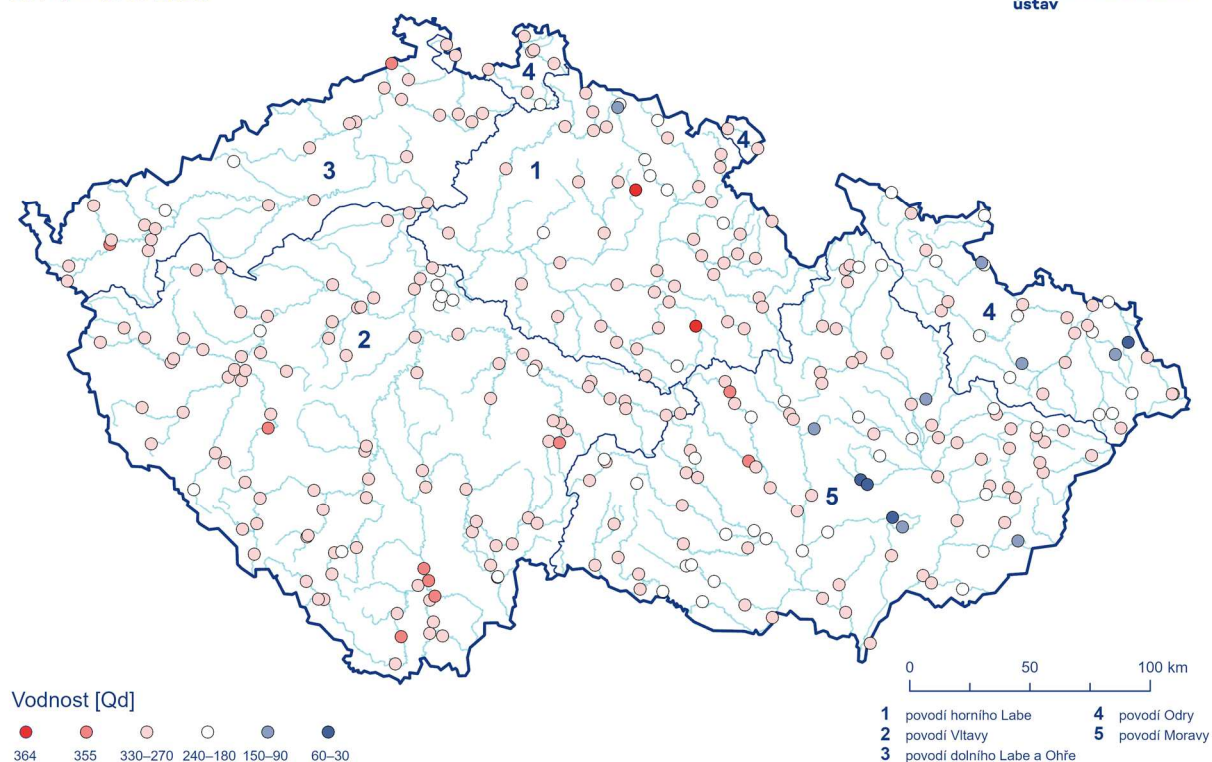 ústav
4
4
3
1
4
2
5
0 50 100 km
Vodnost [Qd]
364 355 330–270 240–180 150–90 60–30
1 povodí horního Labe
2 povodí Vltavy
3 povodí dolního Labe a Ohře
4 povodí Odry
5 povodí Moravy